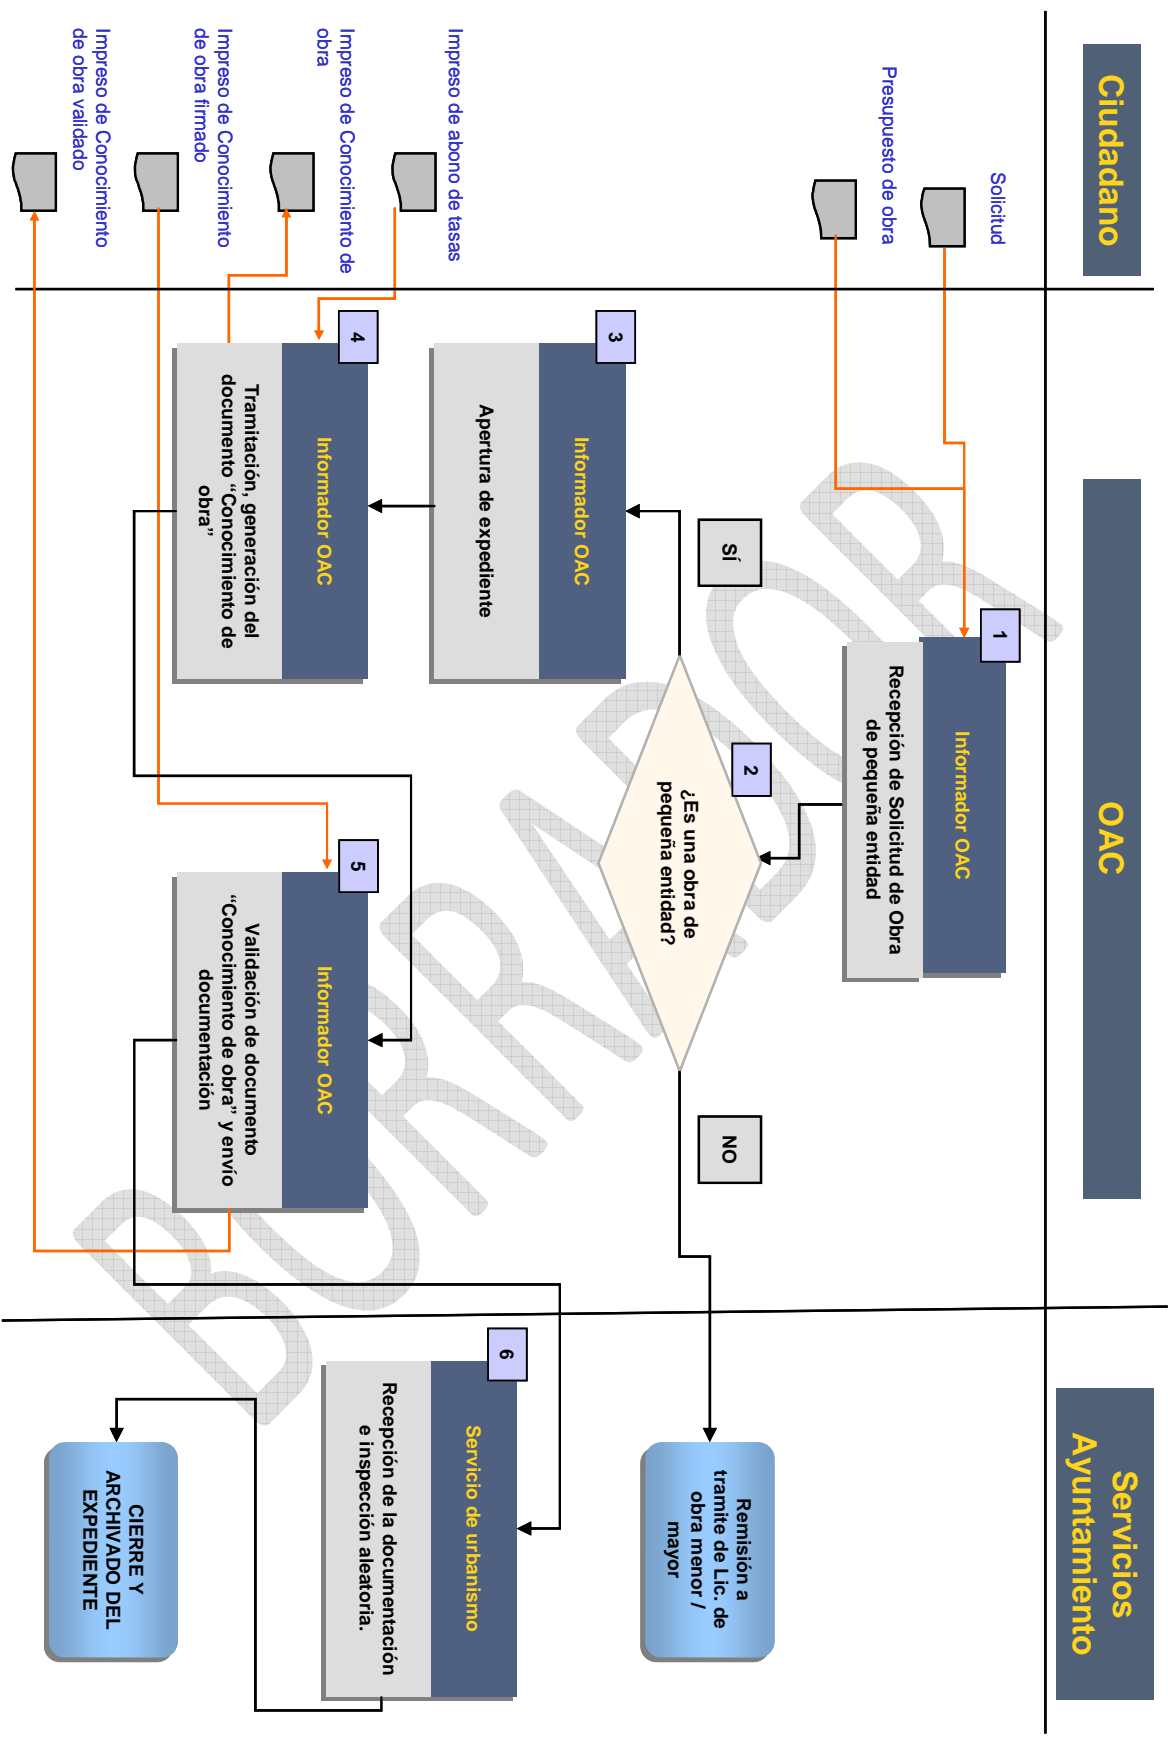 Ciudadano
OAC
Servicios
Ayuntamiento
Solicitud
Presupuesto de obra
1
Informador OAC
Recepción de Solicitud de Obra
de pequeña entidad
2
¿Es una obra de
pequeña entidad?
SÍ
NO
Remisión a
tramite de Lic. de
obra menor /
mayor
3
Informador OAC
Apertura de expediente
Impreso de abono de tasas
Impreso de Conocimiento de
obra
4
Informador OAC
Tramitación, generación del
documento “Conocimiento de
obra”
Impreso de Conocimiento
de obra firmado
Impreso de Conocimiento
de obra validado
5
Informador OAC
Validación de documento
“Conocimiento de obra” y envío
documentación
6
Servicio de urbanismo
Recepción de la documentación
e inspección aleatoria.
CIERRE Y
ARCHIVADO DEL
EXPEDIENTE
BORRADOR